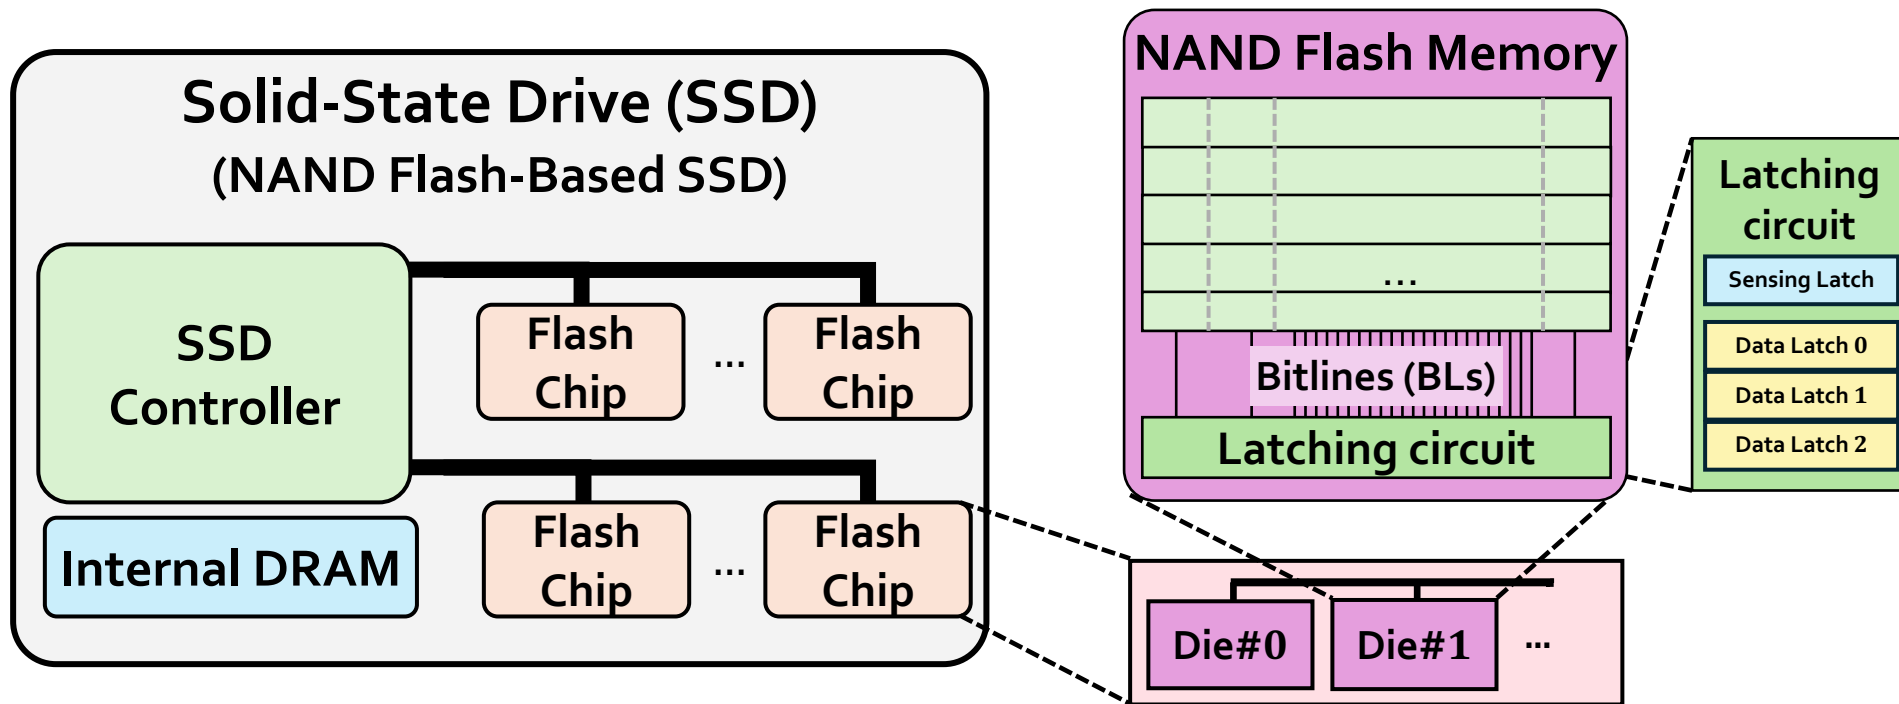 Solid-State Drive (SSD)
(NAND Flash-Based SSD)
SSD
Controller
Internal DRAM
Flash
Chip
...
Flash
Chip
Flash
Chip
...
Flash
Chip
NAND Flash Memory
...
Bitlines (BLs)
Latching circuit
Die#0
Die#1
...
Latching
circuit
Sensing Latch
Data Latch 0
Data Latch 1
Data Latch 2